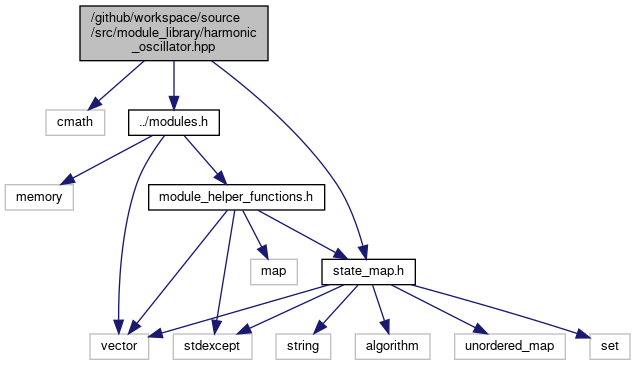 /github/workspace/source
/src/module_library/harmonic
_oscillator.hpp
cmath
../modules.h
memory
module_helper_functions.h
map
state_map.h
vector
stdexcept
string
algorithm
unordered_map
set